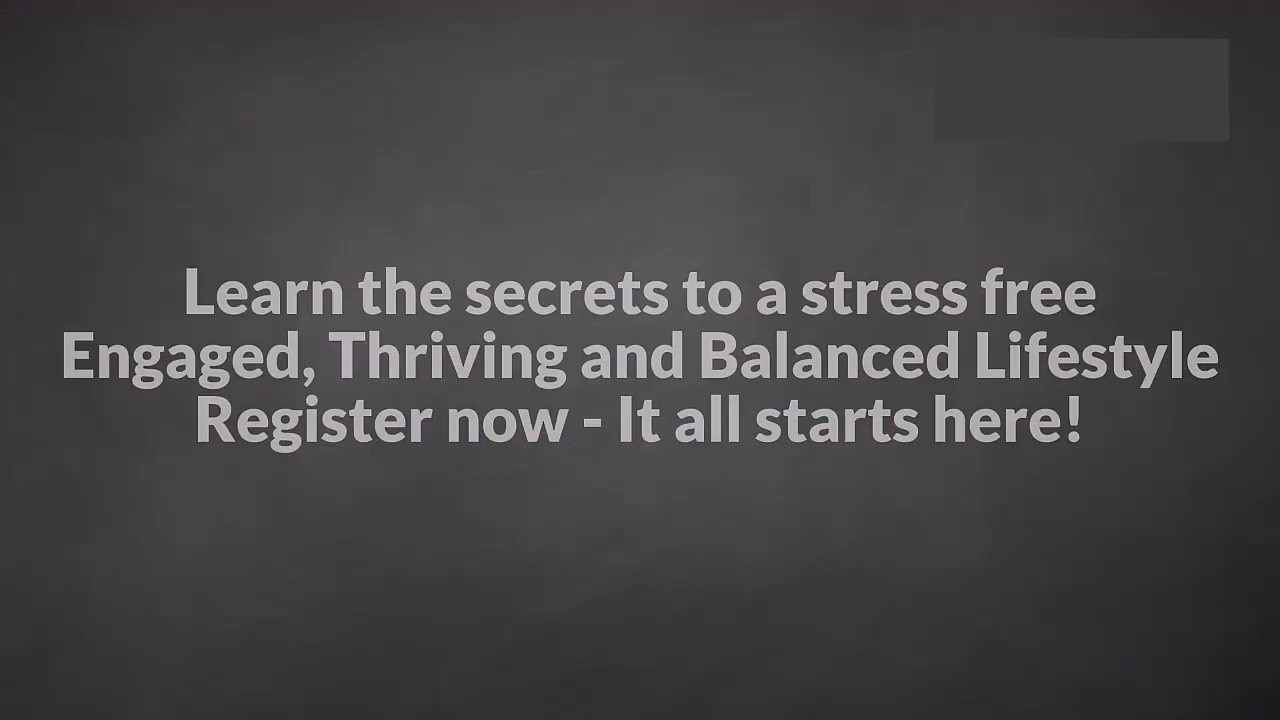 Learn the secrets to a stress free
Engaged, Thriving and Balanced Lifestyle
Register now - It all starts here!